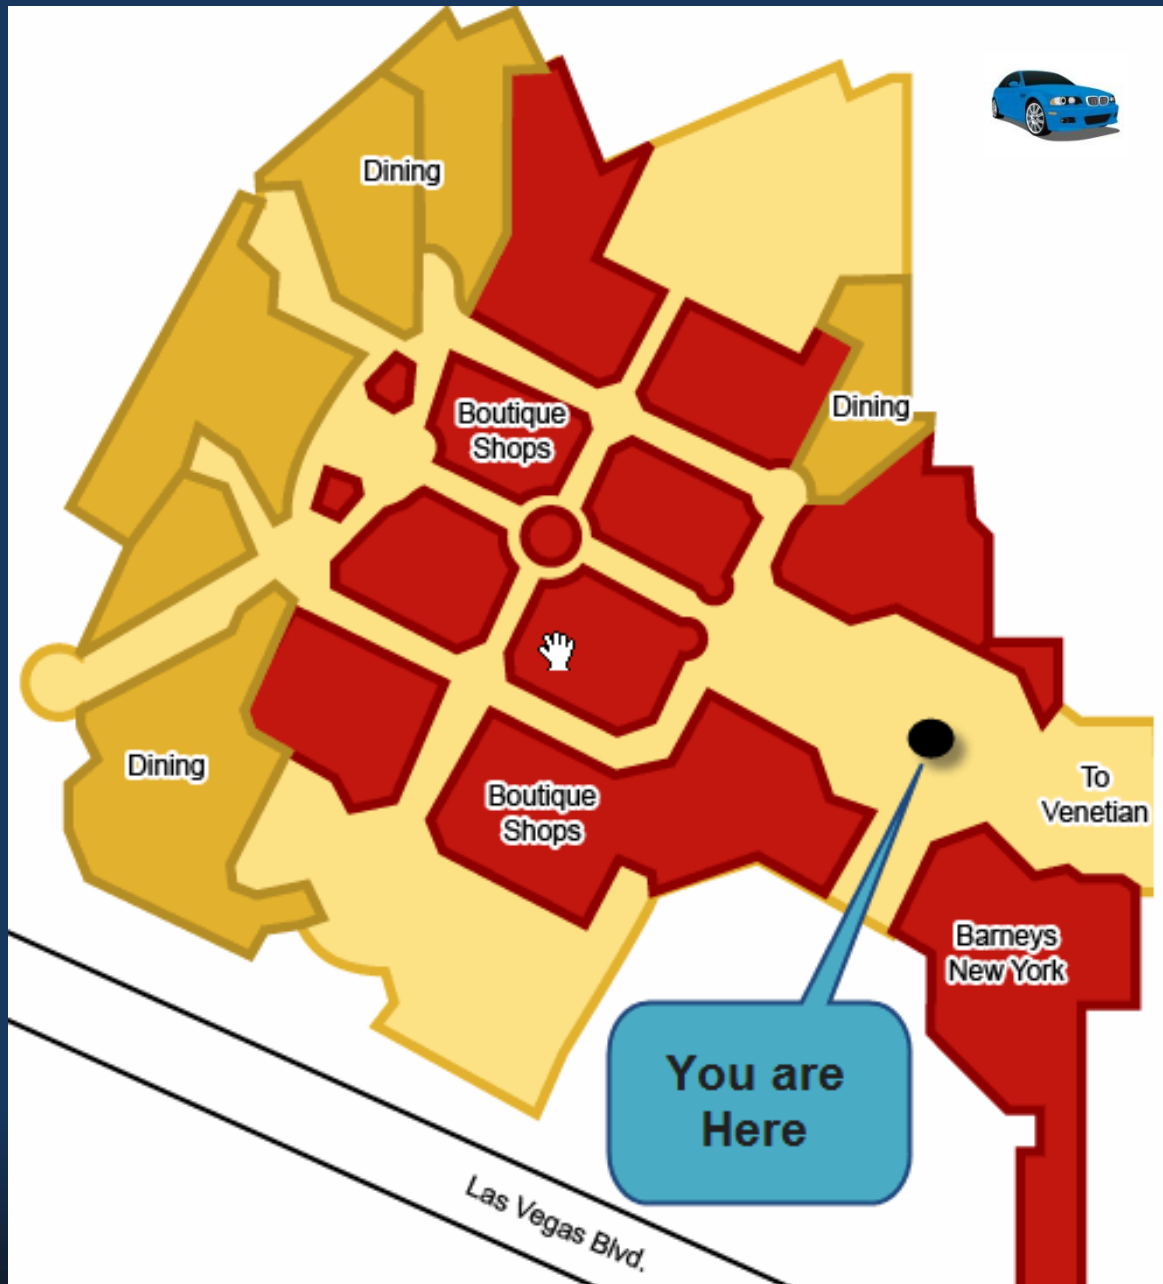 Dining
Boutique
Shops
Dining
Dining
Boutique
Shops
To
Venetian
Barneys
New York
You are
Here
Las Vegas Blvd.